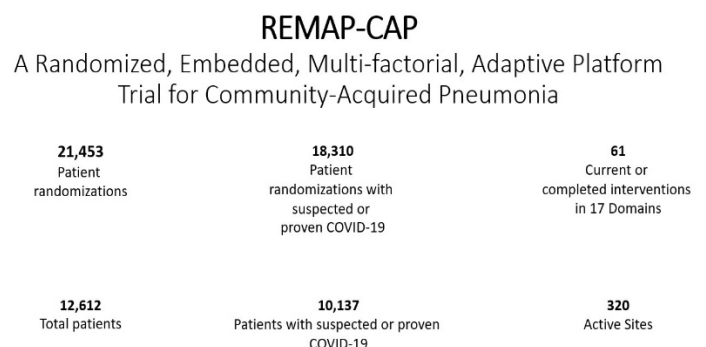 REMAP-CAP
A Randomized, Embedded, Multi-factorial, Adaptive Platform
Trial for Community-Acquired Pneumonia
21,453
Patient
randomizations
18,310
Patient
randomizations with
suspected or
proven COVID-19
61
Current or
completed interventions
in 17 Domains
12,612
Total patients
10,137
Patients with suspected or proven
COVID-19
320
Active Sites